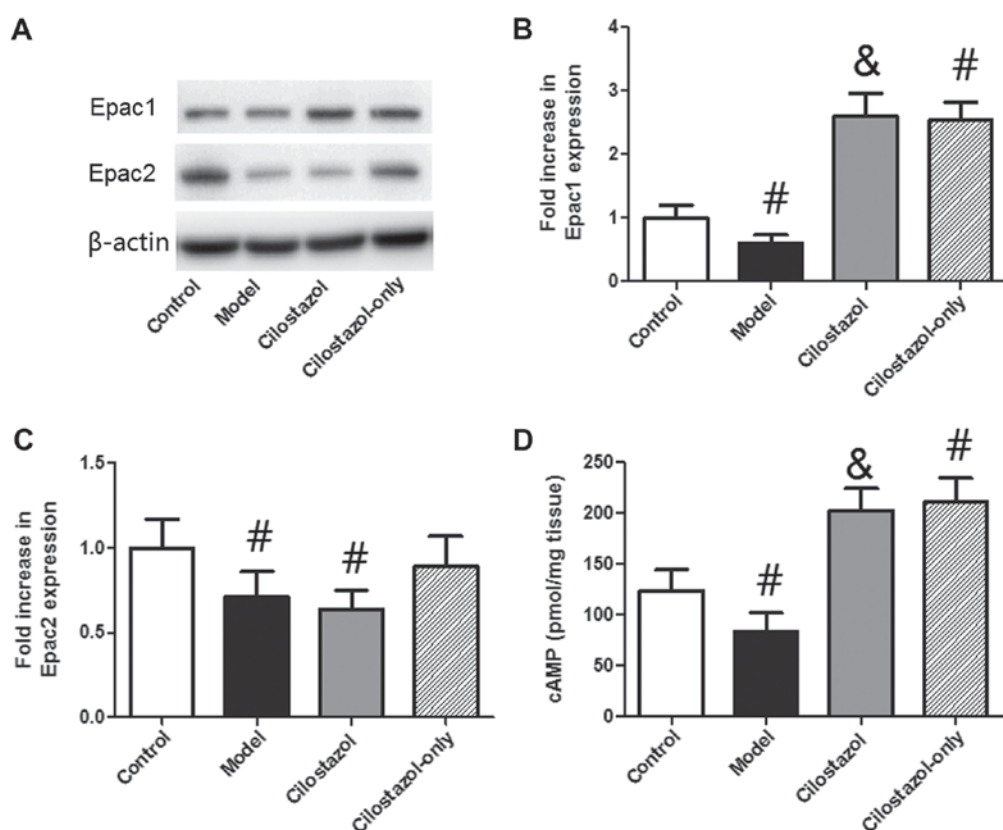 A
Epac1
Epac2
β-actin
Control
Model
Cilostazol
Cilostazol-only
B
Fold increase in
Epac1 expression
4
3
2
1
0
#
&
#
Control
Model
Cilostazol
Cilostazol-only
C
Fold increase in
Epac2 expression
1.5
1.0
0.5
0.0
#
#
Control
Model
Cilostazol
Cilostazol-only
D
cAMP (pmol/mg tissue)
250
200
150
100
50
0
#
&
#
Control
Model
Cilostazol
Cilostazol-only